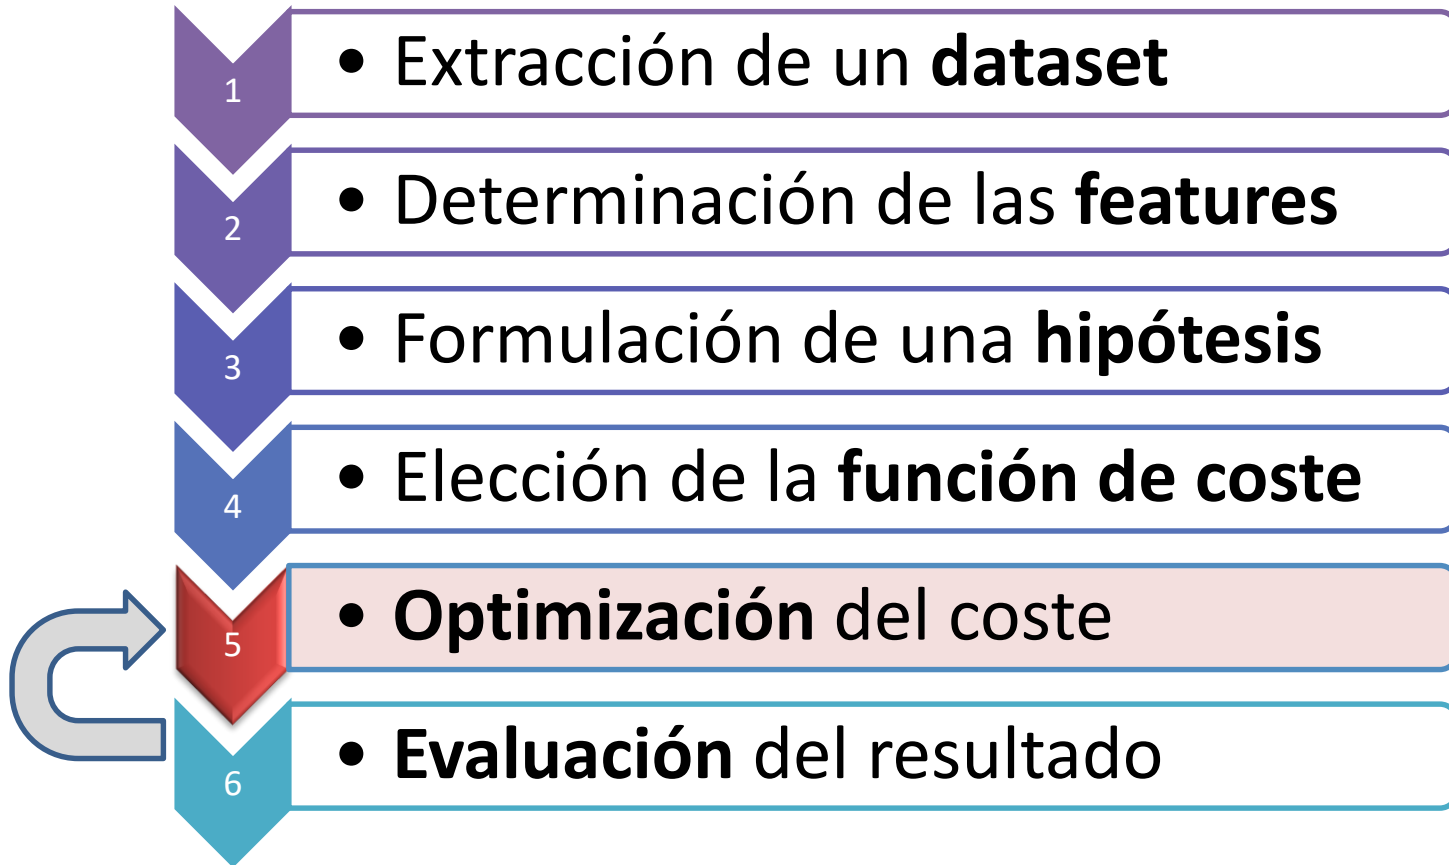 1 • Extracción de un dataset
2 • Determinación de las features
3 • Formulación de una hipótesis
4 • Elección de la función de coste
5 • Optimización del coste
6 • Evaluación del resultado